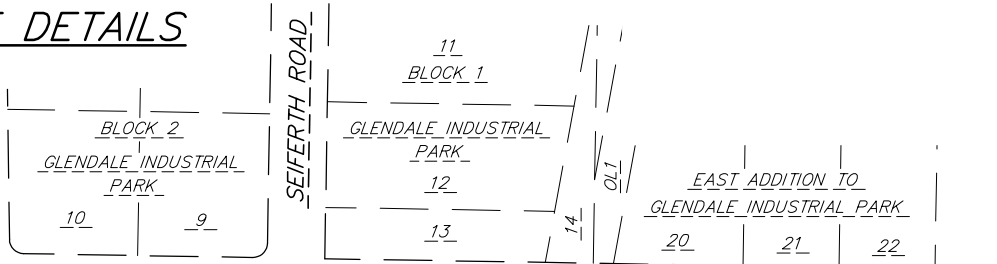 DETAILS
SEIFERTH ROAD
11
BLOCK 1
BLOCK 2
GLENDALE INDUSTRIAL
PARK
10
9
GLENDALE INDUSTRIAL
PARK
12
13
14
OL1
EAST ADDITION TO
GLENDALE INDUSTRIAL PARK
20
21
22